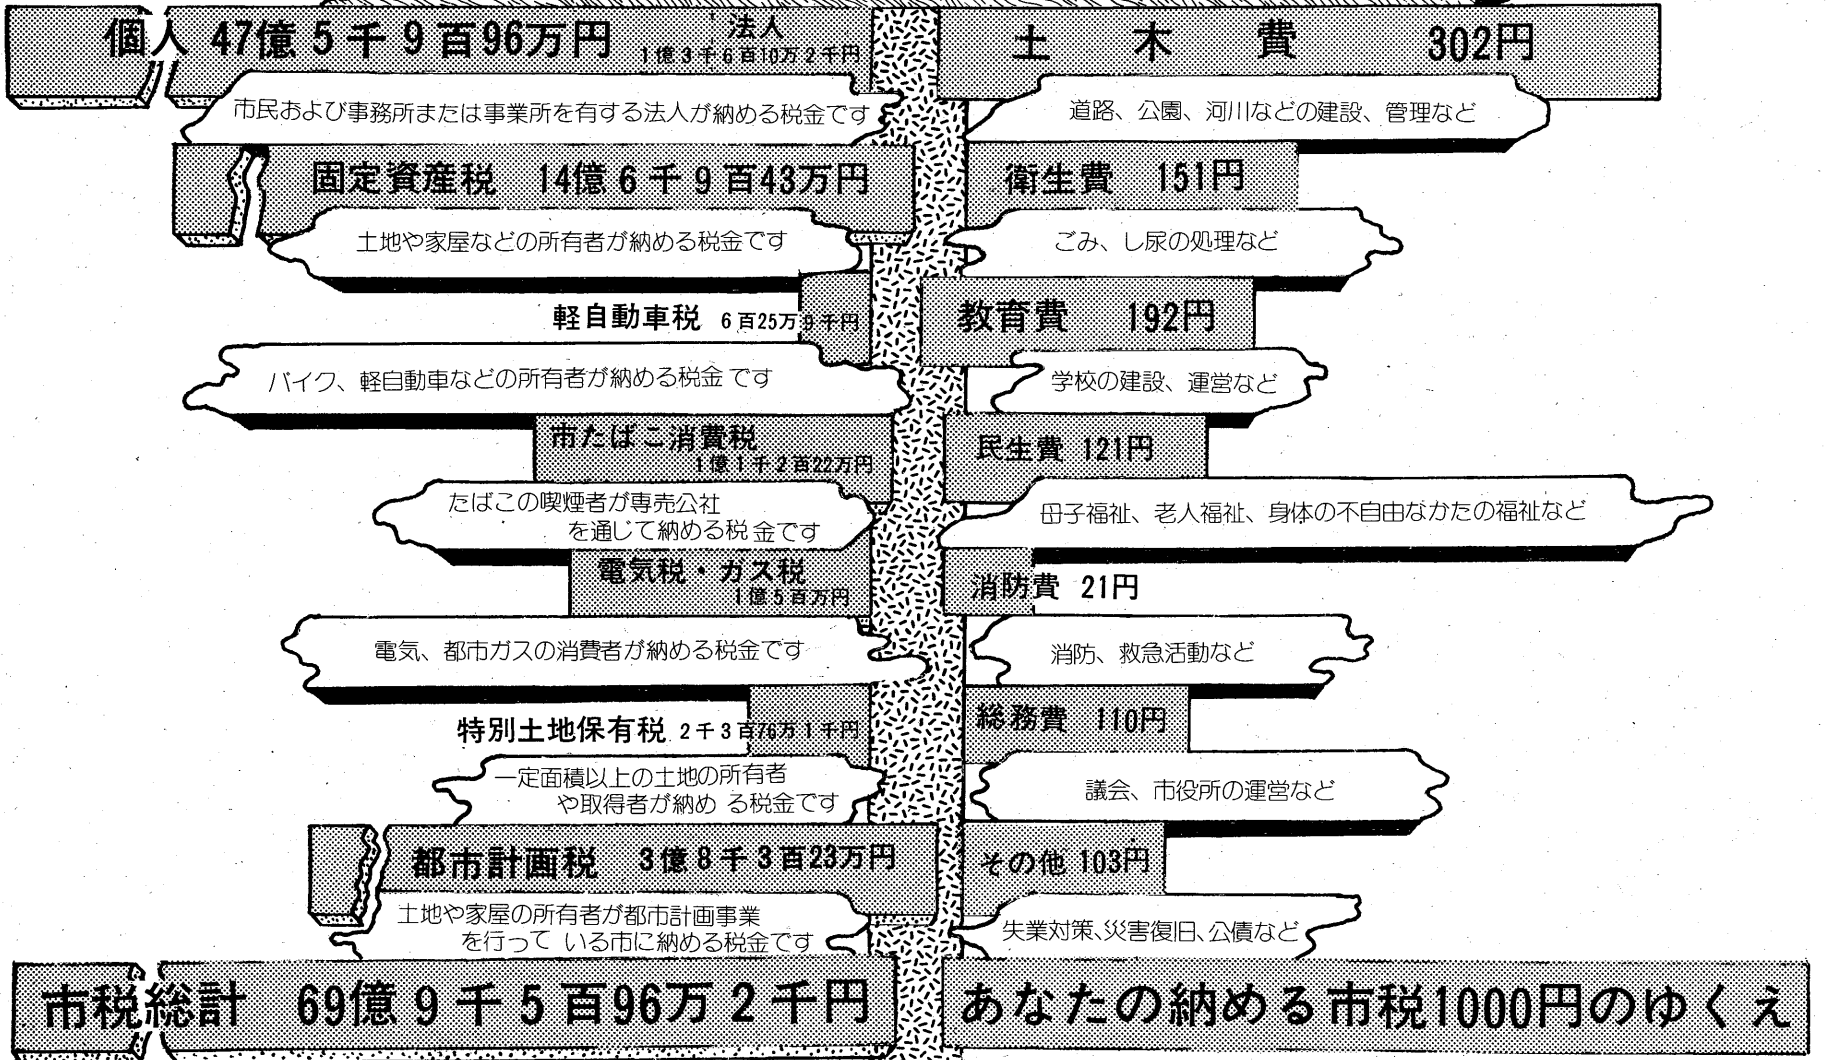 個人 47億5千9百96万円
法人
1億3千6百10万2千円
市民および事務所または事業所を有する法人が納める税金です
固定資産税 14億6千9百43万円
土地や家屋などの所有者が納める税金です
軽自動車税 6百25万9千円
バイク、軽自動車などの所有者が納める税金です
市たばこ消費税
1億1千2百22万円
たばこの喫煙者が専売公社
を通じて納める税金です
電気税・ガス税
1億5百万円
電気、都市ガスの消費者が納める税金です
特別土地保有税 2千3百76万1千円
一定面積以上の土地の所有者
や取得者が納める税金です
都市計画税 3億8千3百23万円
土地や家屋の所有者が都市計画事業
を行っている市に納める税金です
市税総計 69億9千5百96万2千円
土木費 302円
道路、公園、河川などの建設、管理など
衛生費 151円
ごみ、し尿の処理など
教育費 192円
学校の建設、運営など
民生費 121円
母子福祉、老人福祉、身体の不自由なかたの福祉など
消防費 21円
消防、救急活動など
総務費 110円
議会、市役所の運営など
その他 103円
失業対策、災害復旧、公債など
あなたの納める市税1000円のゆくえ